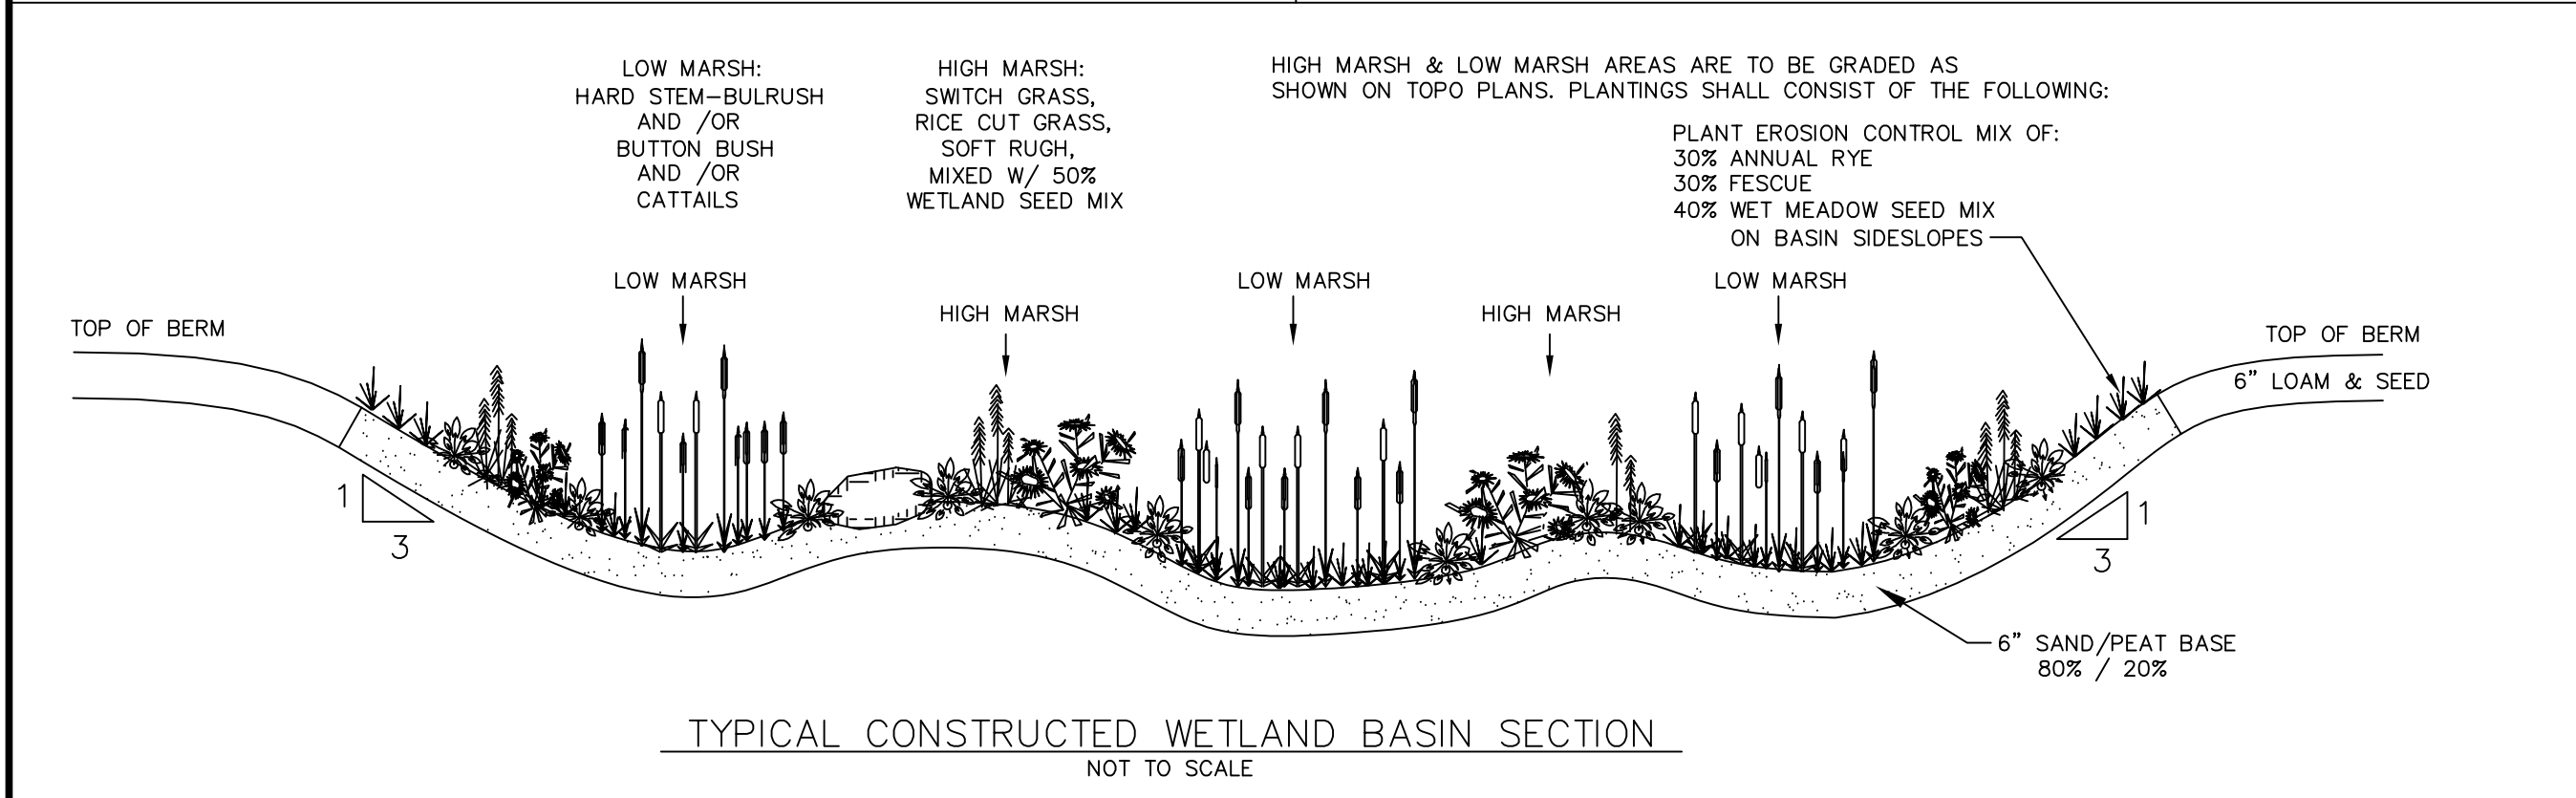 LOW MARSH:
HARD STEM-BULRUSH
AND /OR
BUTTON BUSH
AND /OR
CATTAILS
HIGH MARSH:
SWITCH GRASS,
RICE CUT GRASS,
SOFT RUGH,
MIXED W/ 50%
WETLAND SEED MIX
HIGH MARSH & LOW MARSH AREAS ARE TO BE GRADED AS
SHOWN ON TOPO PLANS. PLANTINGS SHALL CONSIST OF THE FOLLOWING:
PLANT EROSION CONTROL MIX OF:
30% ANNUAL RYE
30% FESCUE
40% WET MEADOW SEED MIX
ON BASIN SIDESLOPES
LOW MARSH
HIGH MARSH
LOW MARSH
HIGH MARSH
LOW MARSH
TOP OF BERM
TOP OF BERM
6" LOAM & SEED
1
3
1
3
6" SAND/PEAT BASE
80% / 20%
TYPICAL CONSTRUCTED WETLAND BASIN SECTION
NOT TO SCALE